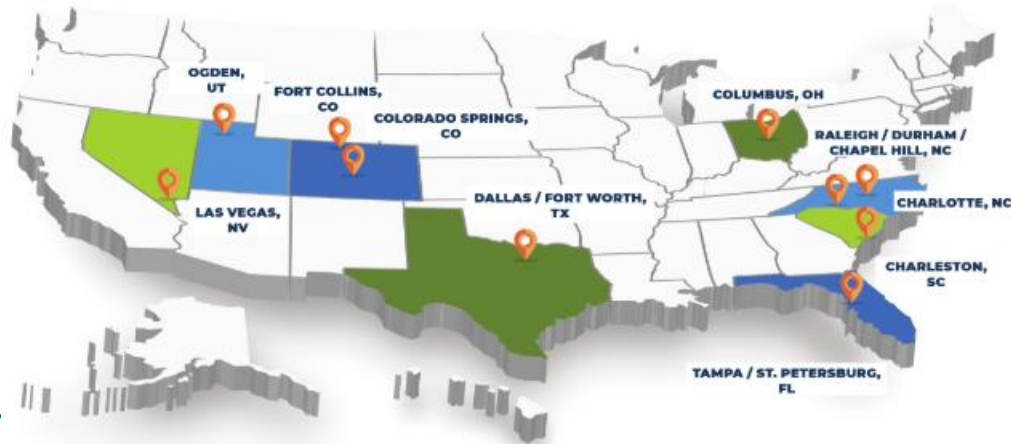 OGDEN,
UT
FORT COLLINS,
CO
COLORADO SPRINGS,
CO
COLUMBUS, OH
RALEIGH / DURHAM /
CHAPEL HILL, NC
LAS VEGAS,
NV
DALLAS / FORT WORTH,
TX
CHARLOTTE, NC
CHARLESTON,
SC
TAMPA / ST. PETERSBURG,
FL